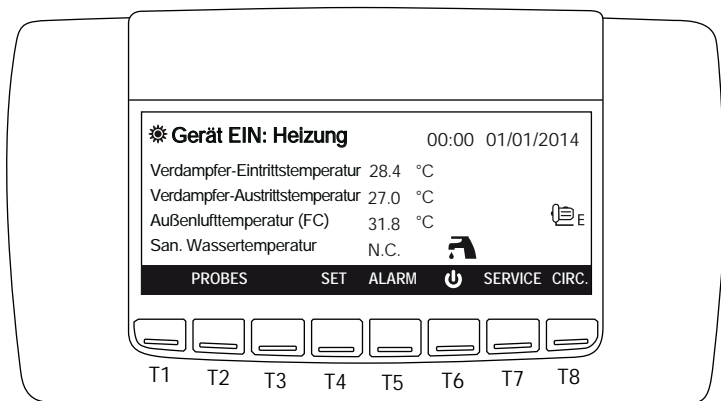 Gerät EIN: Heizung 00:00 01/01/2014
Verdampfer-Eintrittstemperatur 28.4 °C
Verdampfer-Austrittstemperatur 27.0 °C
Außenlufttemperatur (FC) 31.8 °C
E
San. Wassertemperatur N.C.
PROBES SET ALARM SERVICE CIRC.
T1 T2 T3 T4 T5 T6 T7 T8